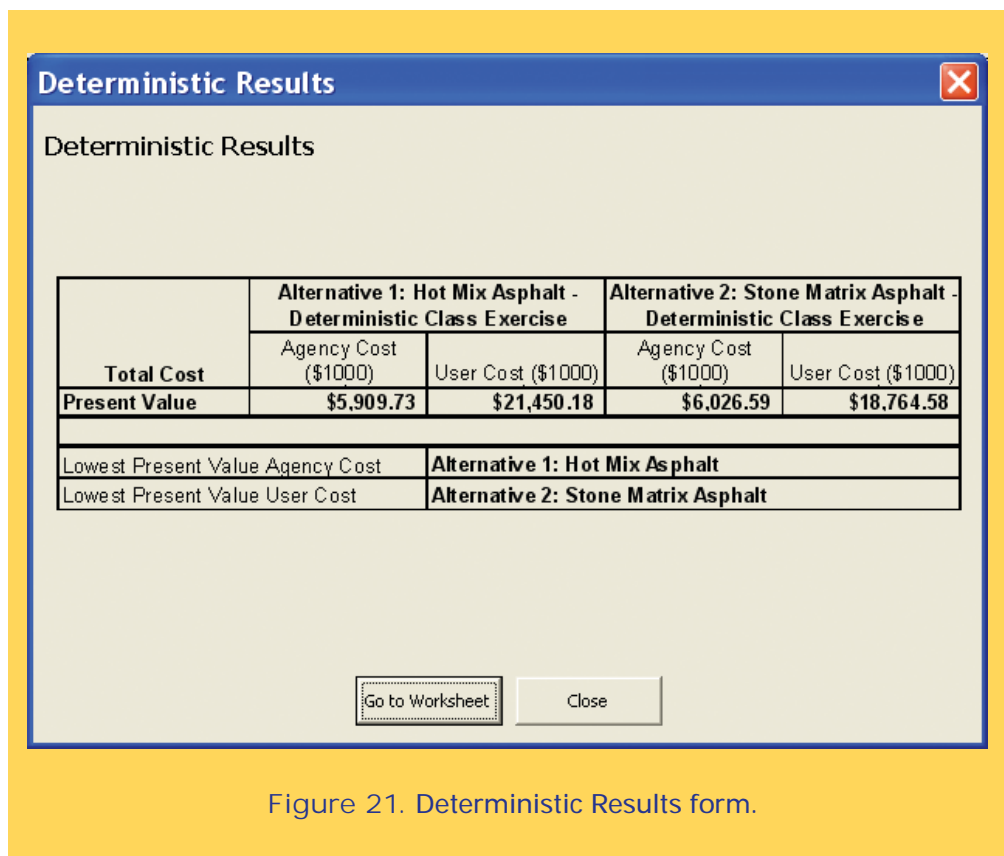 Deterministic Results
Deterministic Results
Alternative 1: Hot Mix Asphalt -
Deterministic Class Exercise
Alternative 2: Stone Matrix Asphalt -
Deterministic Class Exercise
Total Cost
Agency Cost
($1000)
User Cost ($1000)
Agency Cost
($1000)
User Cost ($1000)
Present Value $5,909.73 $21,450.18 $6,026.59 $18,764.58
Lowest Present Value Agency Cost Alternative 1: Hot Mix Asphalt
Lowest Present Value User Cost Alternative 2: Stone Matrix Asphalt
Go to Worksheet Close
Figure 21. Deterministic Results form.